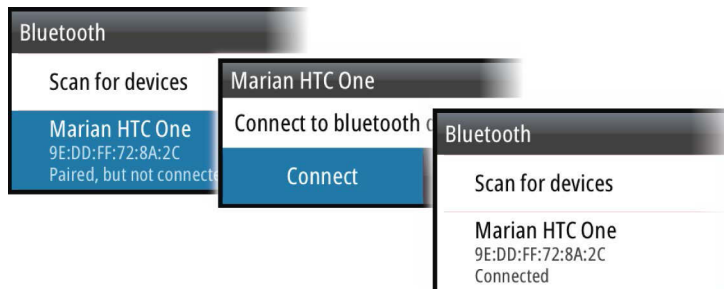 Bluetooth
Scan for devices
Marian HTC One
9E:DD:FF:72:8A:2C
Paired, but not connecte
Marian HTC One
Connect to bluetooth
Connect
Bluetooth
Scan for devices
Marian HTC One
9E:DD:FF:72:8A:2C
Connected